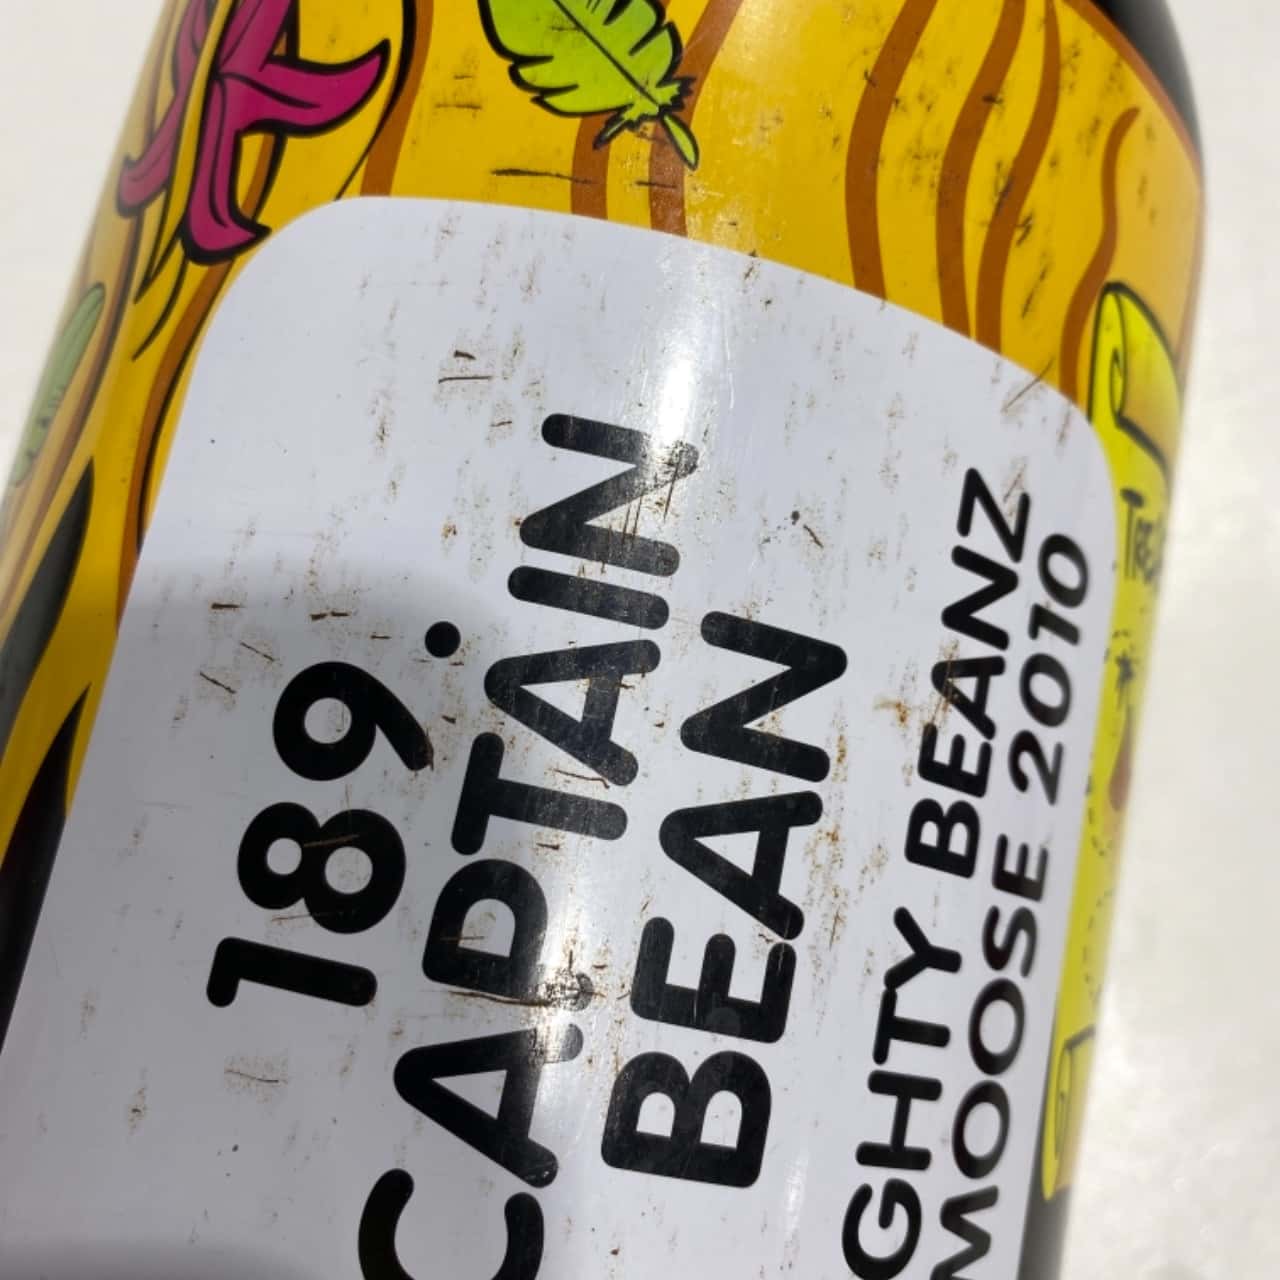 189.
CAPTAIN
BEAN
GHTY BEANZ
MOOSE 2010